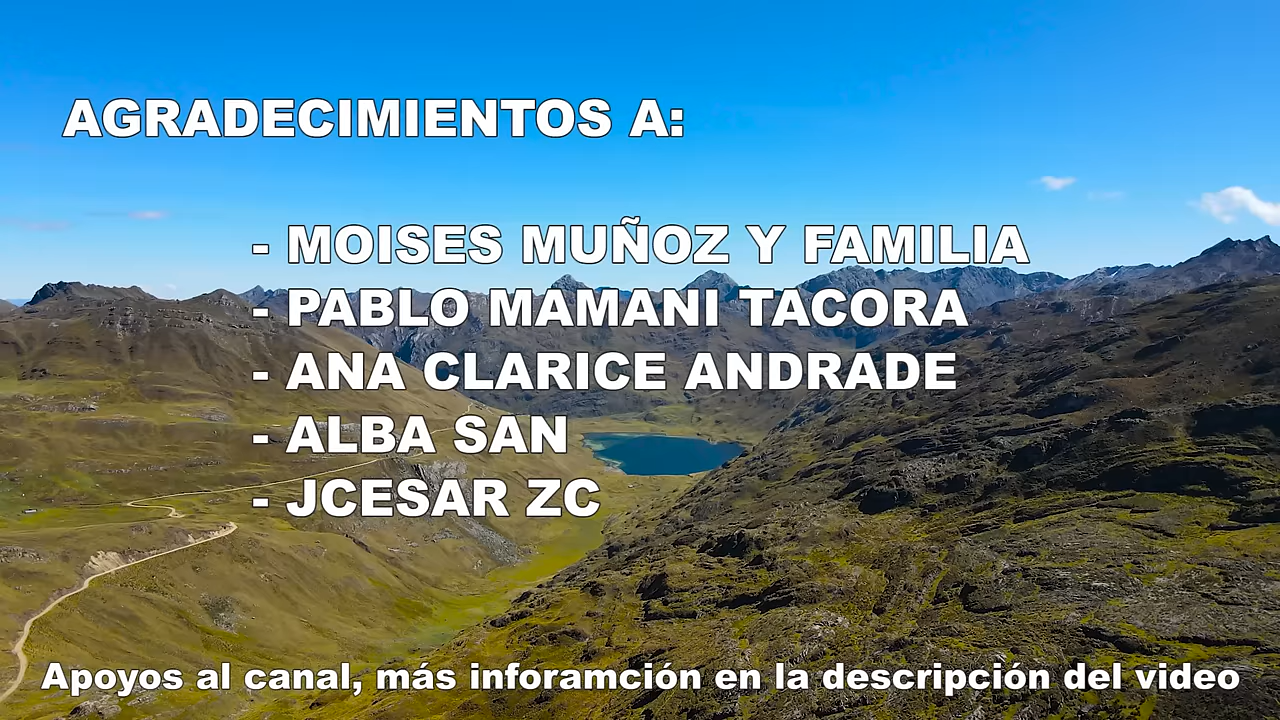 AGRADECIMIENTOS A:
- MOISES MUÑOZ Y FAMILIA
- PABLO MAMANI TACORA
- ANA CLARICE ANDRADE
- ALBA SAN
- JCESAR ZC
Apoyos al canal, más inforamción en la descripción del video